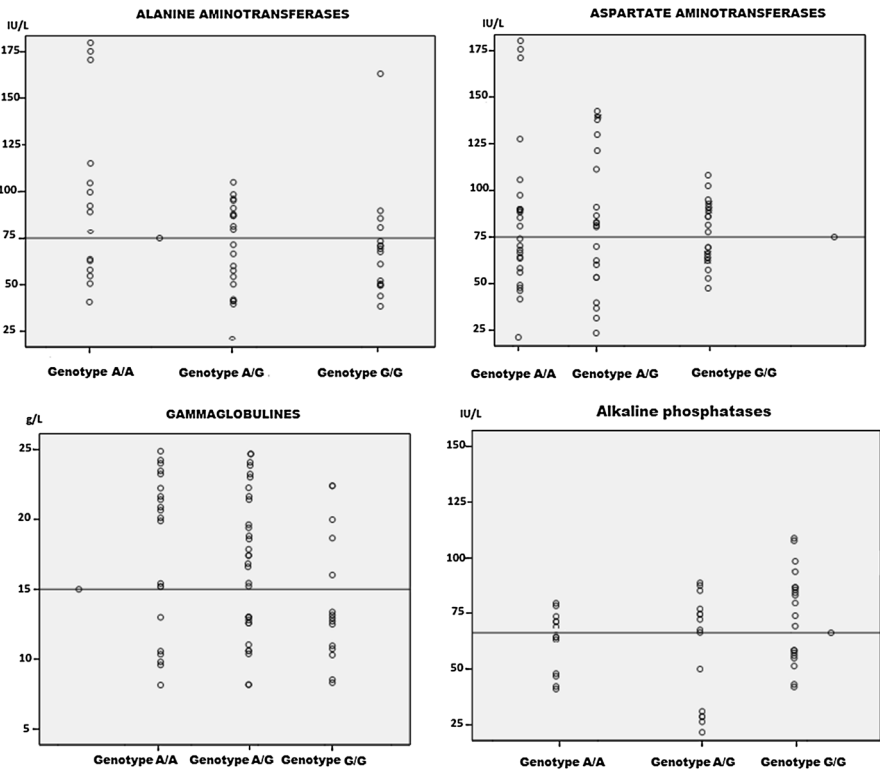 ALANINE AMINOTRANSFERASES
IU/L
175
150
125
100
75
50
25
Genotype A/A Genotype A/G Genotype G/G
ASPARTATE AMINOTRANSFERASES
IU/L
175
150
125
100
75
50
25
Genotype A/A Genotype A/G Genotype G/G
GAMMAGLOBULINES
g/L
25
20
15
10
5
Genotype A/A Genotype A/G Genotype G/G
Alkaline phosphatases
IU/L
150
125
100
75
50
25
Genotype A/A Genotype A/G Genotype G/G